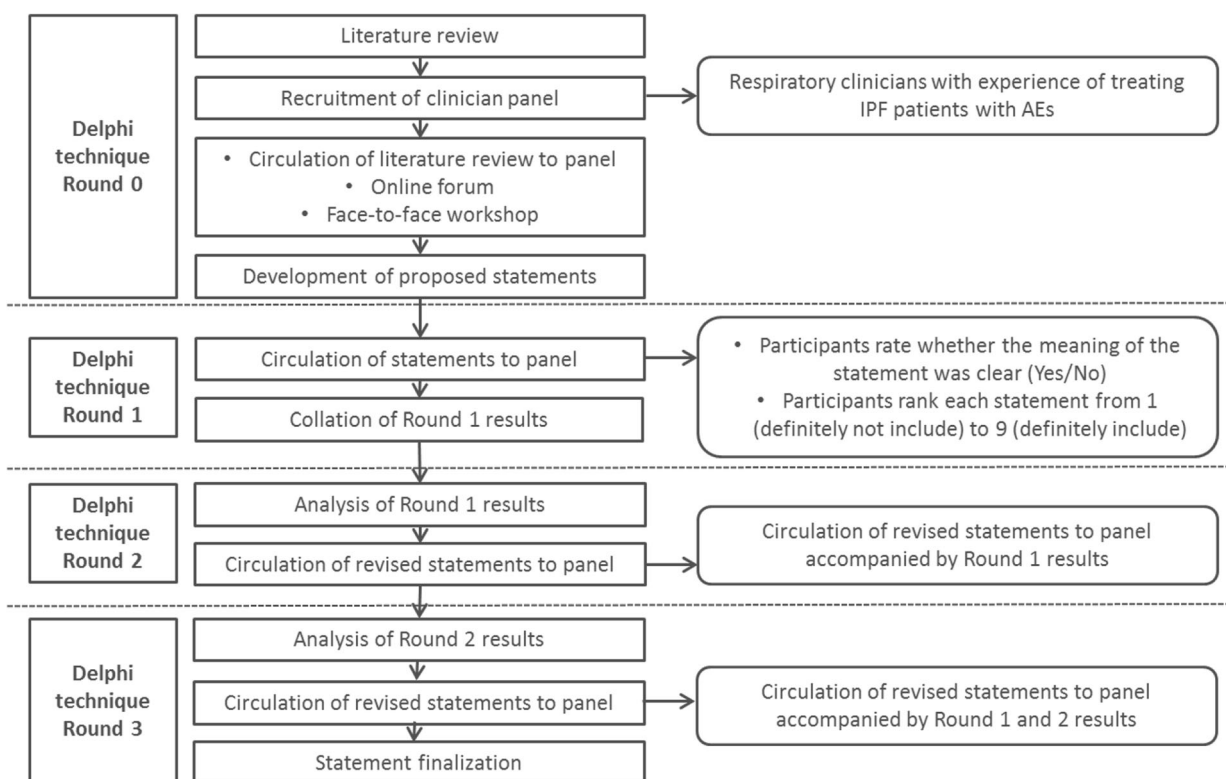 Delphi
technique
Round 0
Literature review
Recruitment of clinician panel
Respiratory clinicians with experience of treating
IPF patients with AEs
• Circulation of literature review to panel
• Online forum
• Face-to-face workshop
Development of proposed statements
Delphi
technique
Round 1
Circulation of statements to panel
• Participants rate whether the meaning of the
statement was clear (Yes/No)
• Participants rank each statement from 1
(definitely not include) to 9 (definitely include)
Collation of Round 1 results
Delphi
technique
Round 2
Analysis of Round 1 results
Circulation of revised statements to panel
Circulation of revised statements to panel
accompanied by Round 1 results
Delphi
technique
Round 3
Analysis of Round 2 results
Circulation of revised statements to panel
Circulation of revised statements to panel
accompanied by Round 1 and 2 results
Statement finalization